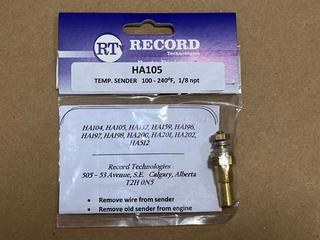 RT RECORD
Technologies
HA105
TEMP. SENDER 100 - 240ºF, 1/8 npt
HA104, HA105, HA132, HA159, HA196,
HA197, HA198, HA200, HA201, HA202,
HA512
Record Technologies
505 – 53 Avenue, S.E. Calgary, Alberta
T2H 0N5
• Remove wire from sender
• Remove old sender from engine